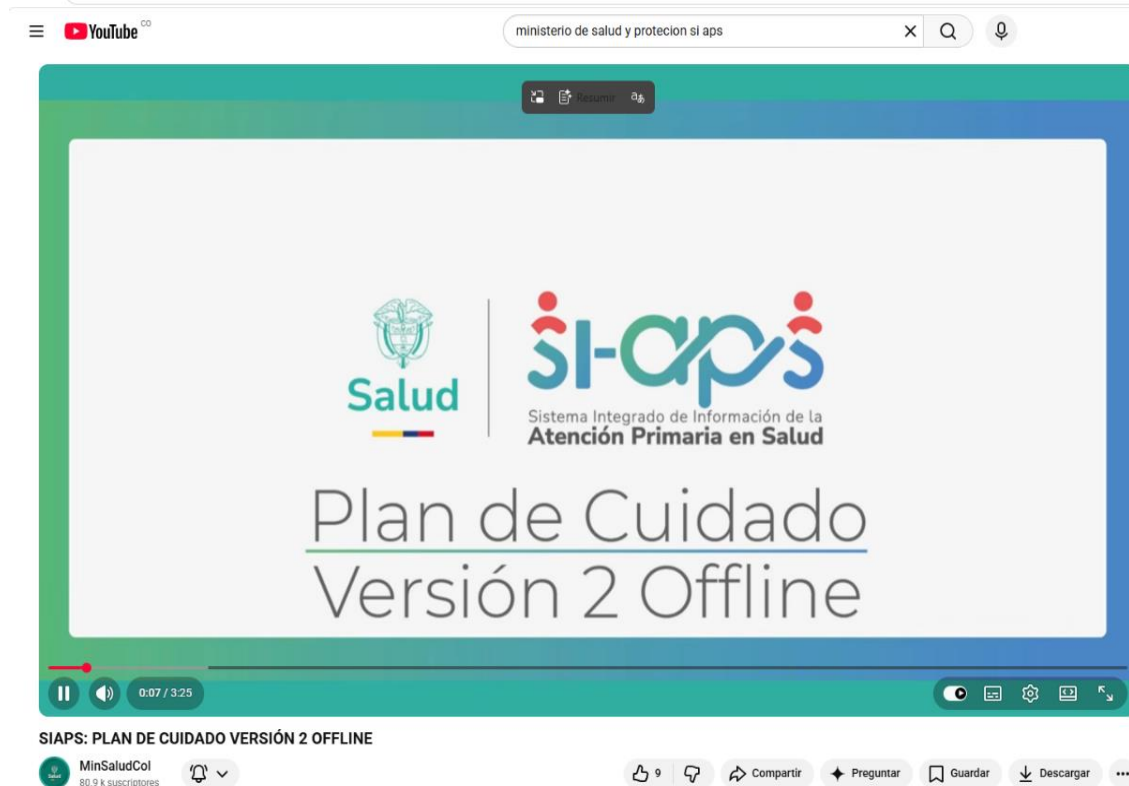 YouTube CO
ministerio de salud y protecion si aps
Resumir
Salud
si-aps
Sistema Integrado de Información de la
Atención Primaria en Salud
Plan de Cuidado
Versión 2 Offline
0:07 / 3:25
SIAPS: PLAN DE CUIDADO VERSIÓN 2 OFFLINE
MinSaludCol
80.9 k suscriptores
9
Compartir
Preguntar
Guardar
Descargar